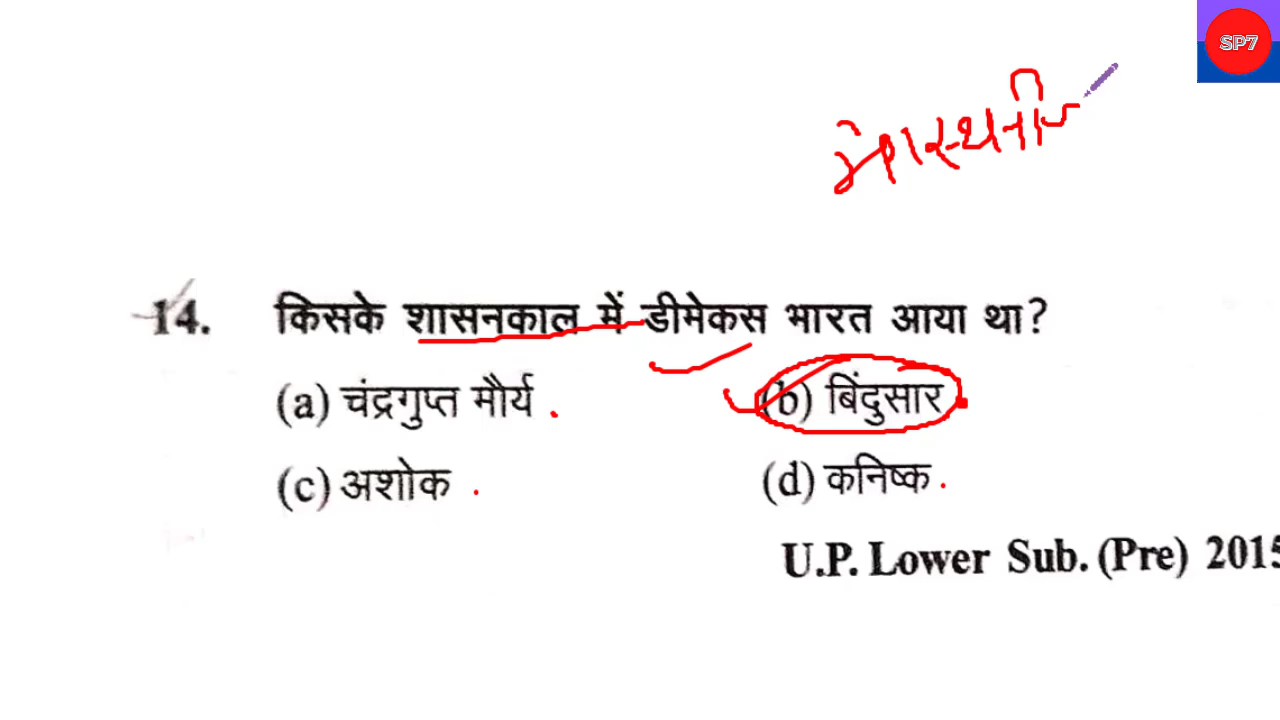 SP7
मेगस्थनी
14. किसके शासनकाल में डीमेकस भारत आया था?
(a) चंद्रगुप्त मौर्य (b) बिंदुसार
(c) अशोक (d) कनिष्क
U.P. Lower Sub. (Pre) 2015